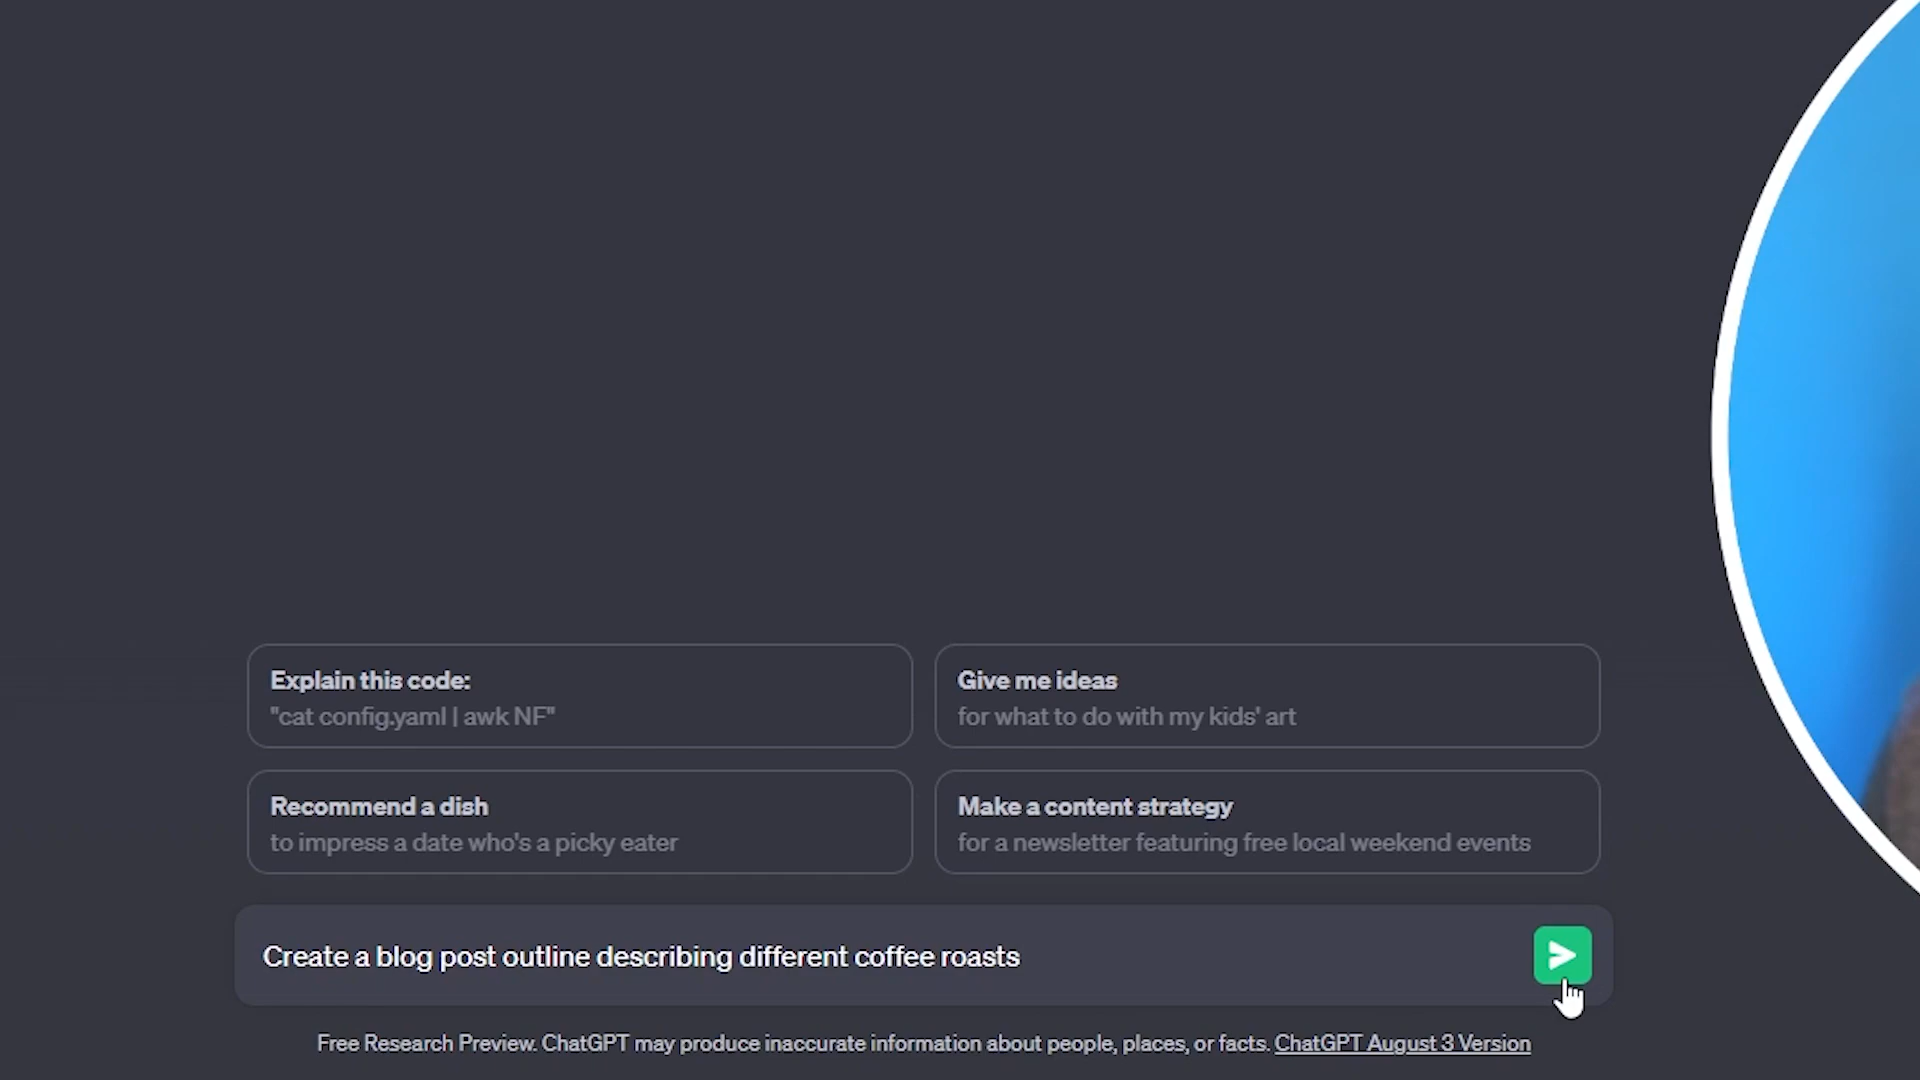 Explain this code:
"cat config.yaml | awk NF"
Give me ideas
for what to do with my kids' art
Recommend a dish
to impress a date who's a picky eater
Make a content strategy
for a newsletter featuring free local weekend events
Create a blog post outline describing different coffee roasts
Free Research Preview. ChatGPT may produce inaccurate information about people, places, or facts. ChatGPT August 3 Version